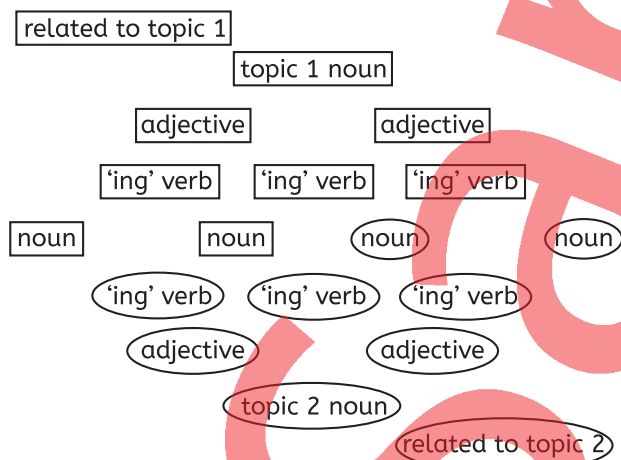 related to topic 1
topic 1 noun
adjective adjective
‘ing’ verb ‘ing’ verb ‘ing’ verb
noun noun noun noun
‘ing’ verb ‘ing’ verb ‘ing’ verb
adjective adjective
topic 2 noun
related to topic 2